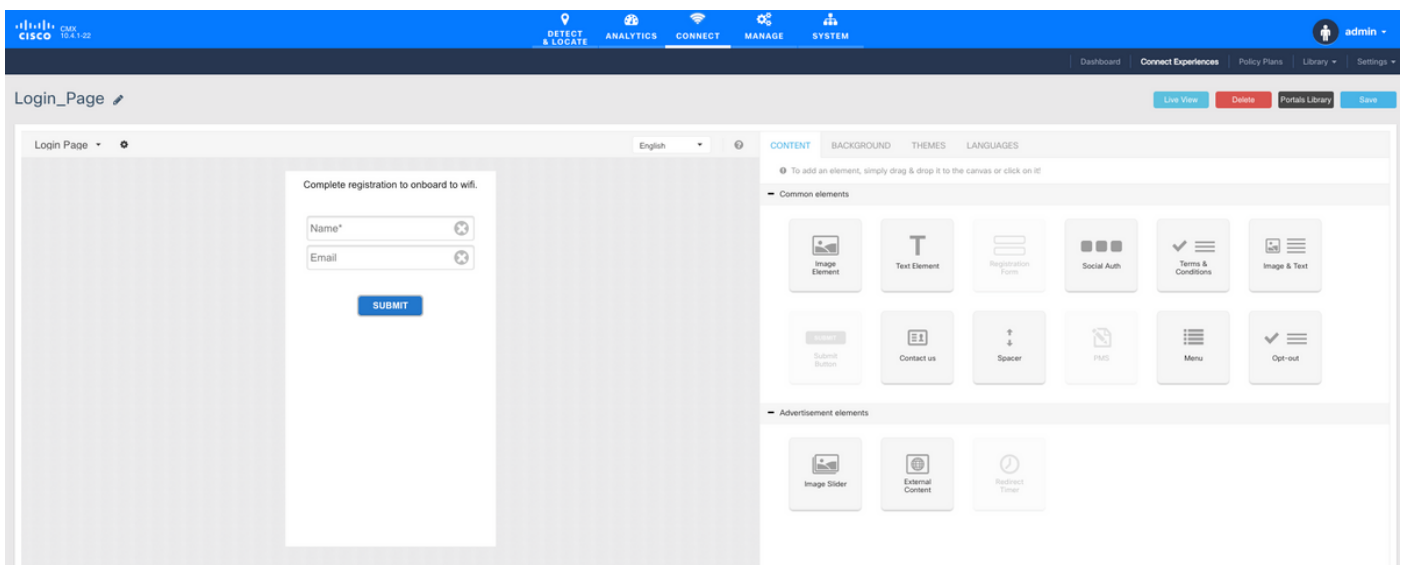 CISCO CMX 10.4.1-22
DETECT & LOCATE
ANALYTICS
CONNECT
MANAGE
SYSTEM
admin
Dashboard
Connect Experiences
Policy Plans
Library
Settings
Login_Page
Live View
Delete
Portals Library
Save
Login Page
English
CONTENT
BACKGROUND
THEMES
LANGUAGES
To add an element, simply drag & drop it to the canvas or click on it!
Common elements
Complete registration to onboard to wifi.
Name*
Email
SUBMIT
Image
Element
Text Element
Registration
Form
Social Auth
Terms &
Conditions
Image & Text
SUBMIT
Submit
Button
Contact us
Spacer
PMS
Menu
Opt-out
Advertisement elements
Image Slider
External
Content
Redirect
Timer